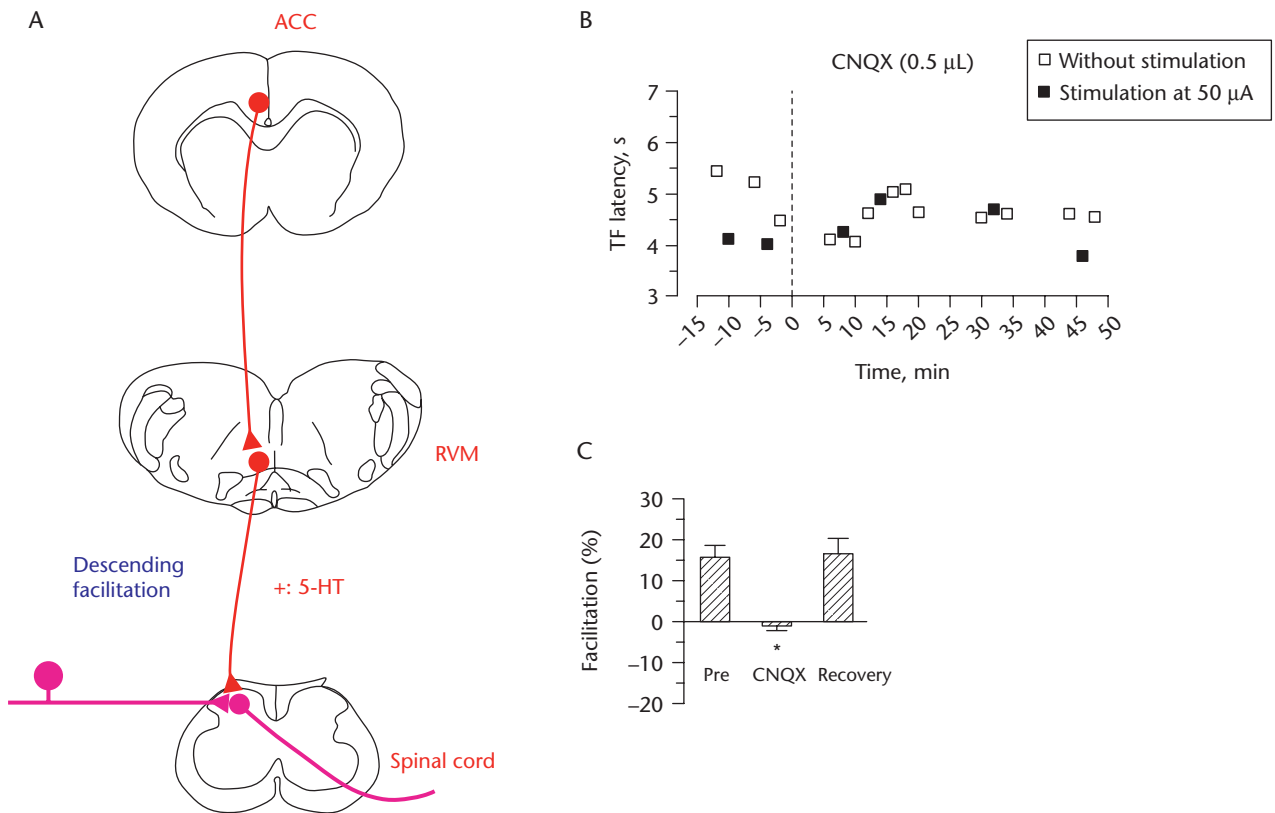 A
ACC
RVM
Descending
facilitation
+: 5-HT
Spinal cord
B
CNQX (0.5 μL)
Without stimulation
Stimulation at 50 μA
7
6
5
4
3
TF latency, s
–15
–10
–5
0
5
10
15
20
30
40
45
50
Time, min
C
30
20
10
0
–10
–20
Facilitation (%)
*
Pre
CNQX
Recovery